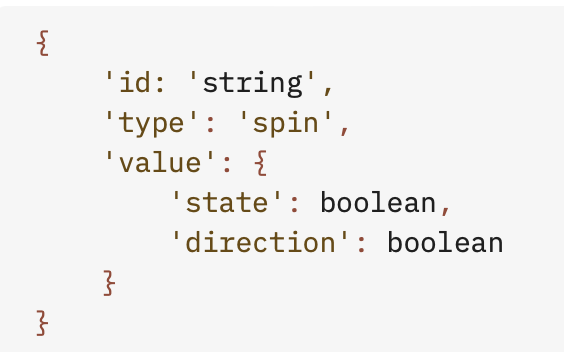 {
'id: 'string',
'type': 'spin',
'value': {
'state': boolean,
'direction': boolean
}
}